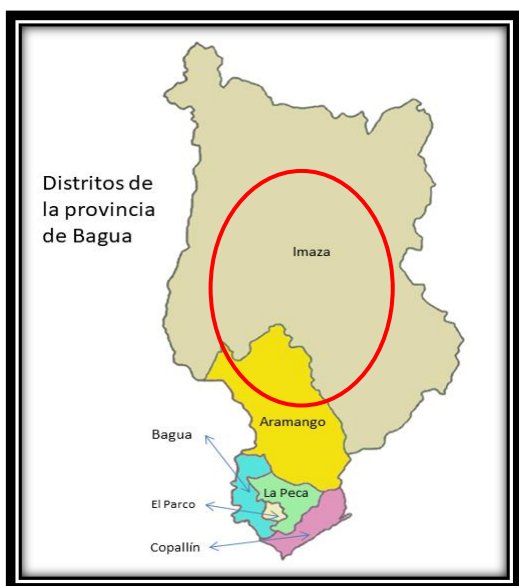 Distritos de
la provincia
de Bagua
Imaza
Aramango
Bagua
La Peca
El Parco
Copallín